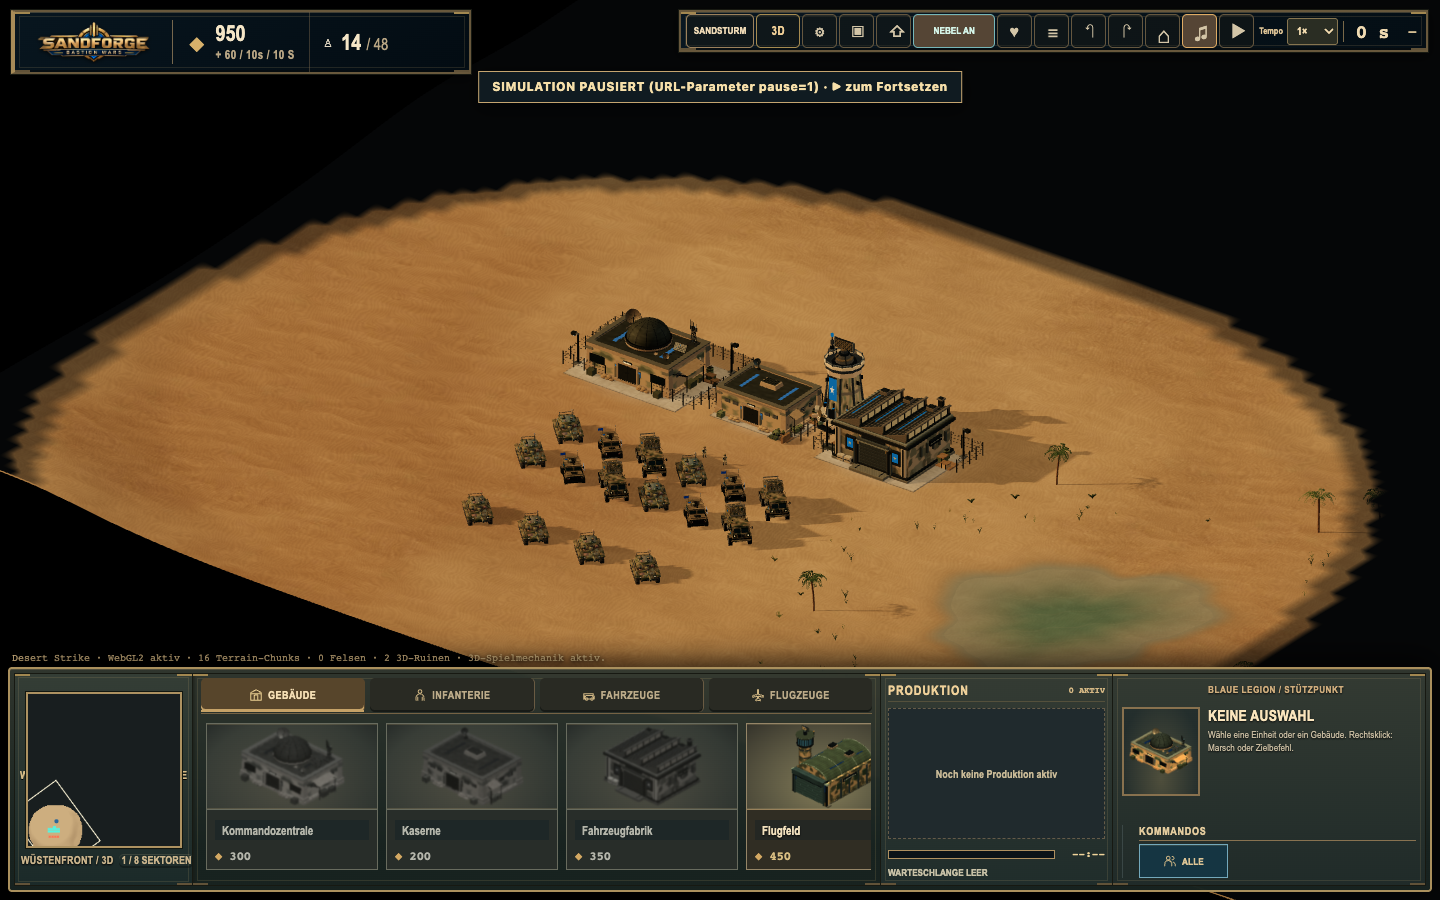 SANDFORGE
BASTION WARS
950
+ 60 / 10s / 10 S
14 / 48
SANDSTURM
3D
NEBEL AN
Tempo
1×
0 s
SIMULATION PAUSIERT (URL-Parameter pause=1) · ▶ zum Fortsetzen
Desert Strike · WebGL2 aktiv · 16 Terrain-Chunks · 0 Felsen · 2 3D-Ruinen · 3D-Spielmechanik aktiv.
WÜSTENFRONT / 3D 1 / 8 SEKTOREN
GEBÄUDE
INFANTERIE
FAHRZEUGE
FLUGZEUGE
Kommandozentrale
300
Kaserne
200
Fahrzeugfabrik
350
Flugfeld
450
PRODUKTION
0 AKTIV
Noch keine Produktion aktiv
--:--
WARTESCHLANGE LEER
BLAUE LEGION / STÜTZPUNKT
KEINE AUSWAHL
Wähle eine Einheit oder ein Gebäude. Rechtsklick:
Marsch oder Zielbefehl.
KOMMANDOS
ALLE